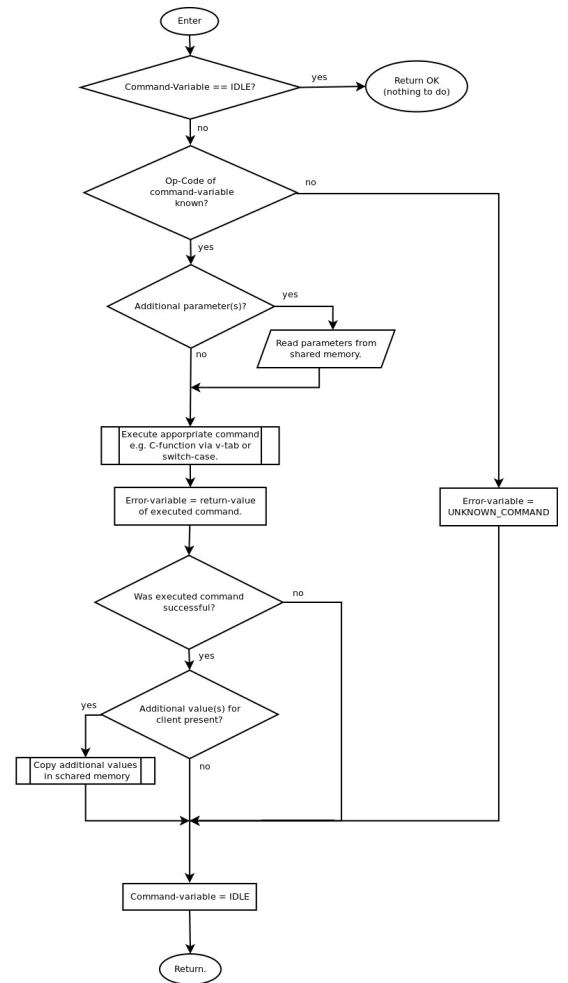 Enter
Command-Variable == IDLE?
yes
Return OK
(nothing to do)
no
Op-Code of
command-variable
known?
no
yes
Additional parameter(s)?
yes
Read parameters from
shared memory.
no
Execute apporpriate command
e.g. C-function via v-tab or
switch-case.
Error-variable = return-value
of executed command.
Error-variable =
UNKNOWN_COMMAND
Was executed command
successful?
no
yes
Additional value(s) for
client present?
yes
Copy additional values
in schared memory
no
Command-variable = IDLE
Return.